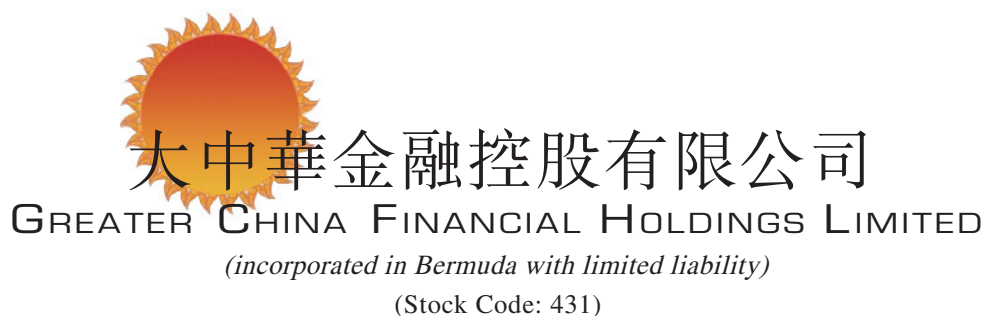 大中華金融控股有限公司
GREATER CHINA FINANCIAL HOLDINGS LIMITED
(incorporated in Bermuda with limited liability)
(Stock Code: 431)